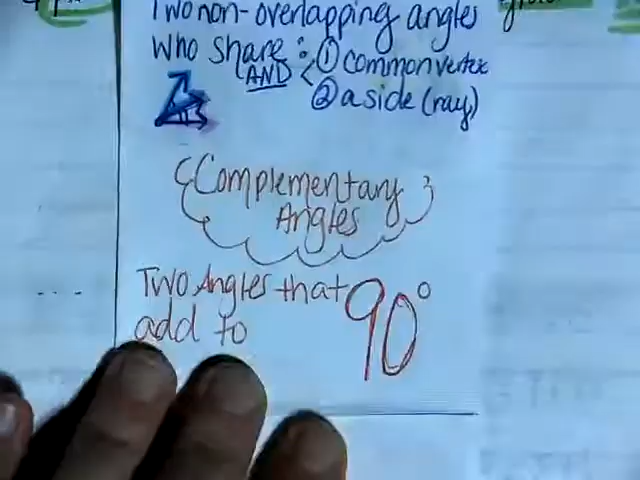 Two non-overlapping angles
who share: ① common vertex
(AND
② a side (ray)
Complementary
Angles
Two Angles that 90°
add to